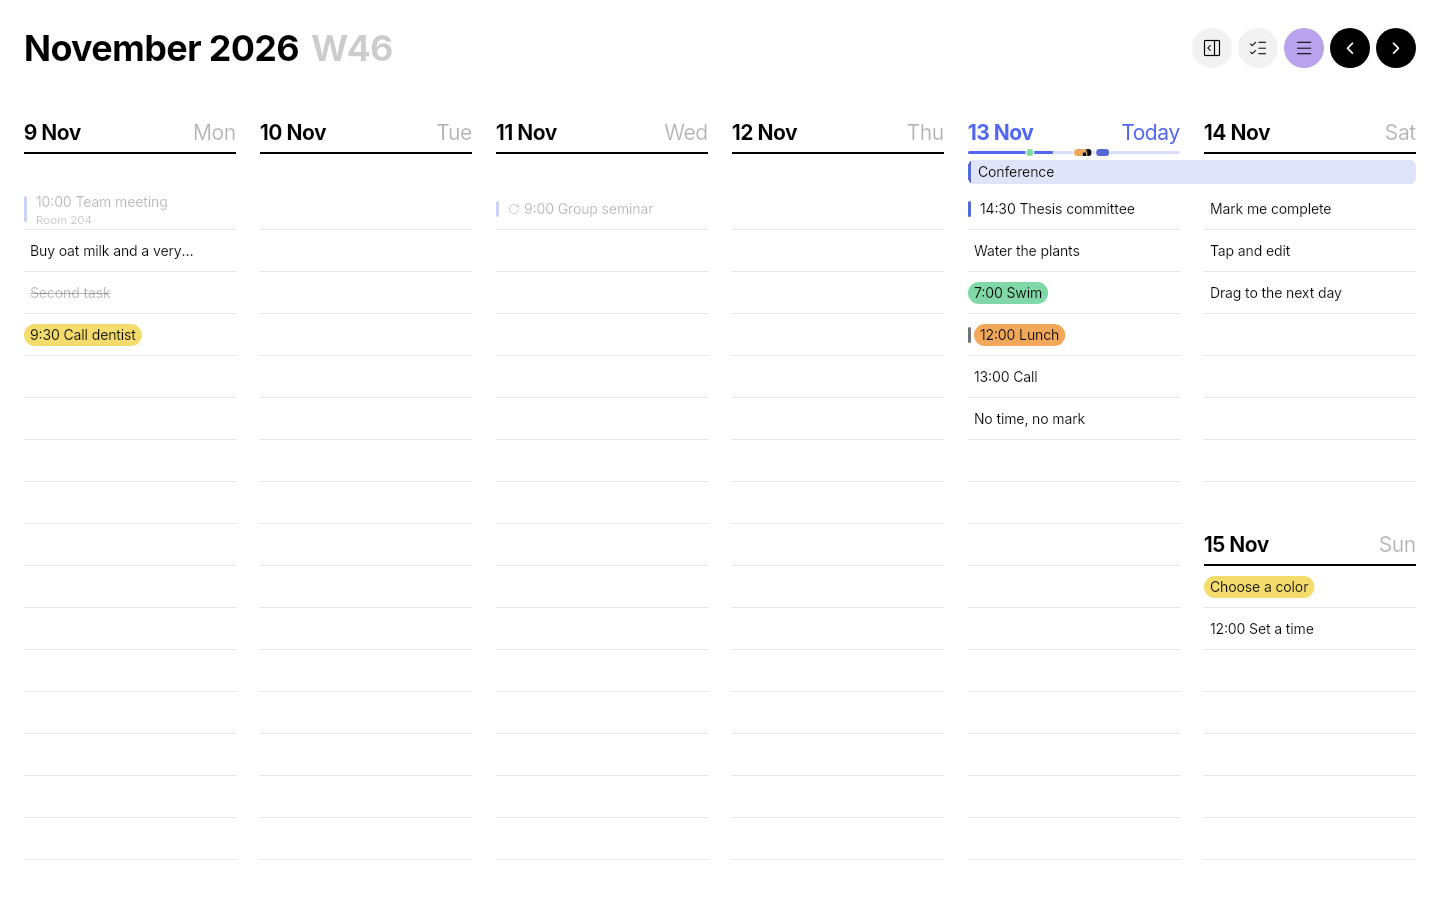 November 2026 W46
9 Nov Mon
10:00 Team meeting
Room 204
Buy oat milk and a very...
Second task
9:30 Call dentist
10 Nov Tue
11 Nov Wed
9:00 Group seminar
12 Nov Thu
13 Nov Today
Conference
14:30 Thesis committee
Water the plants
7:00 Swim
12:00 Lunch
13:00 Call
No time, no mark
14 Nov Sat
Mark me complete
Tap and edit
Drag to the next day
15 Nov Sun
Choose a color
12:00 Set a time